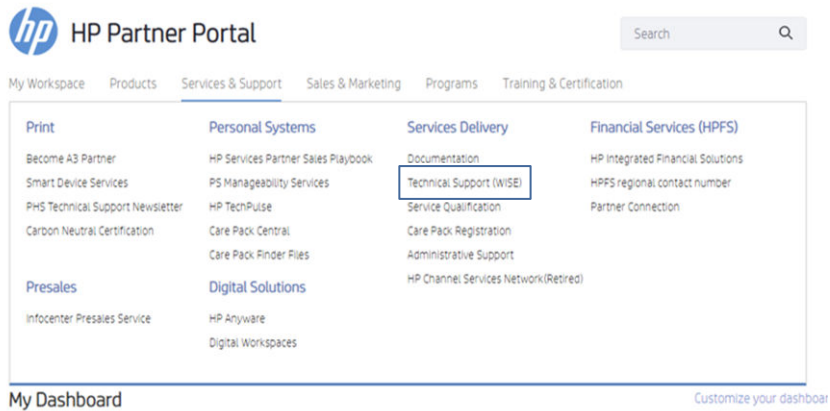 hp HP Partner Portal
Search
My Workspace Products Services & Support Sales & Marketing Programs Training & Certification
Print
Become A3 Partner
Smart Device Services
PHS Technical Support Newsletter
Carbon Neutral Certification
Presales
Infocenter Presales Service
Personal Systems
HP Services Partner Sales Playbook
PS Manageability Services
HP TechPulse
Care Pack Central
Care Pack Finder Files
Digital Solutions
HP Anyware
Digital Workspaces
Services Delivery
Documentation
Technical Support (WISE)
Service Qualification
Care Pack Registration
Administrative Support
HP Channel Services Network(Retired)
Financial Services (HPFS)
HP Integrated Financial Solutions
HPFS regional contact number
Partner Connection
My Dashboard
Customize your dashboar